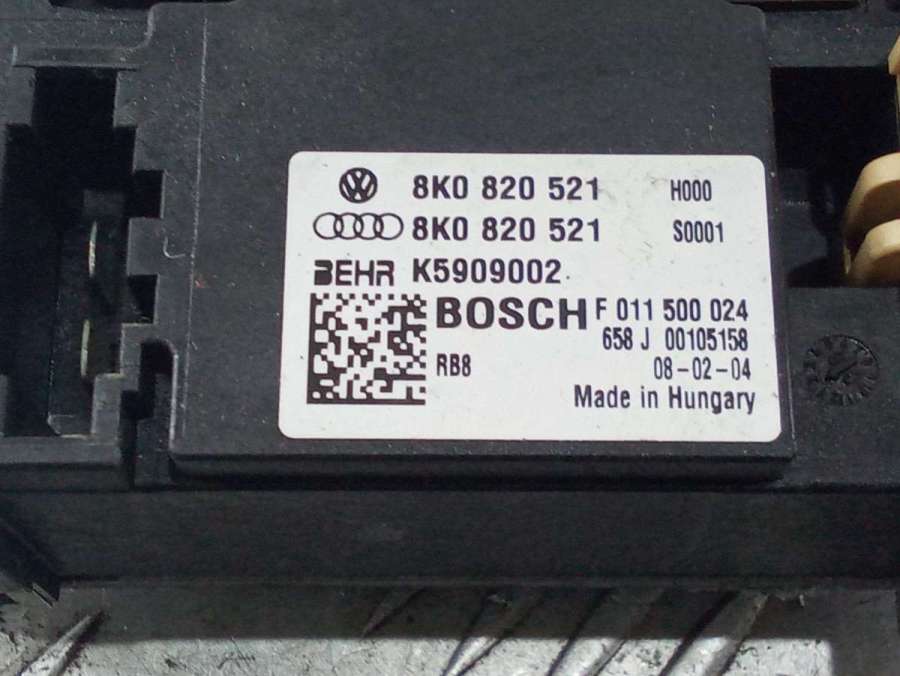 8K0 820 521 H000
8K0 820 521 S0001
BEHR K5909002
BOSCH F 011 500 024
658 J 00105158
RB8 08-02-04
Made in Hungary